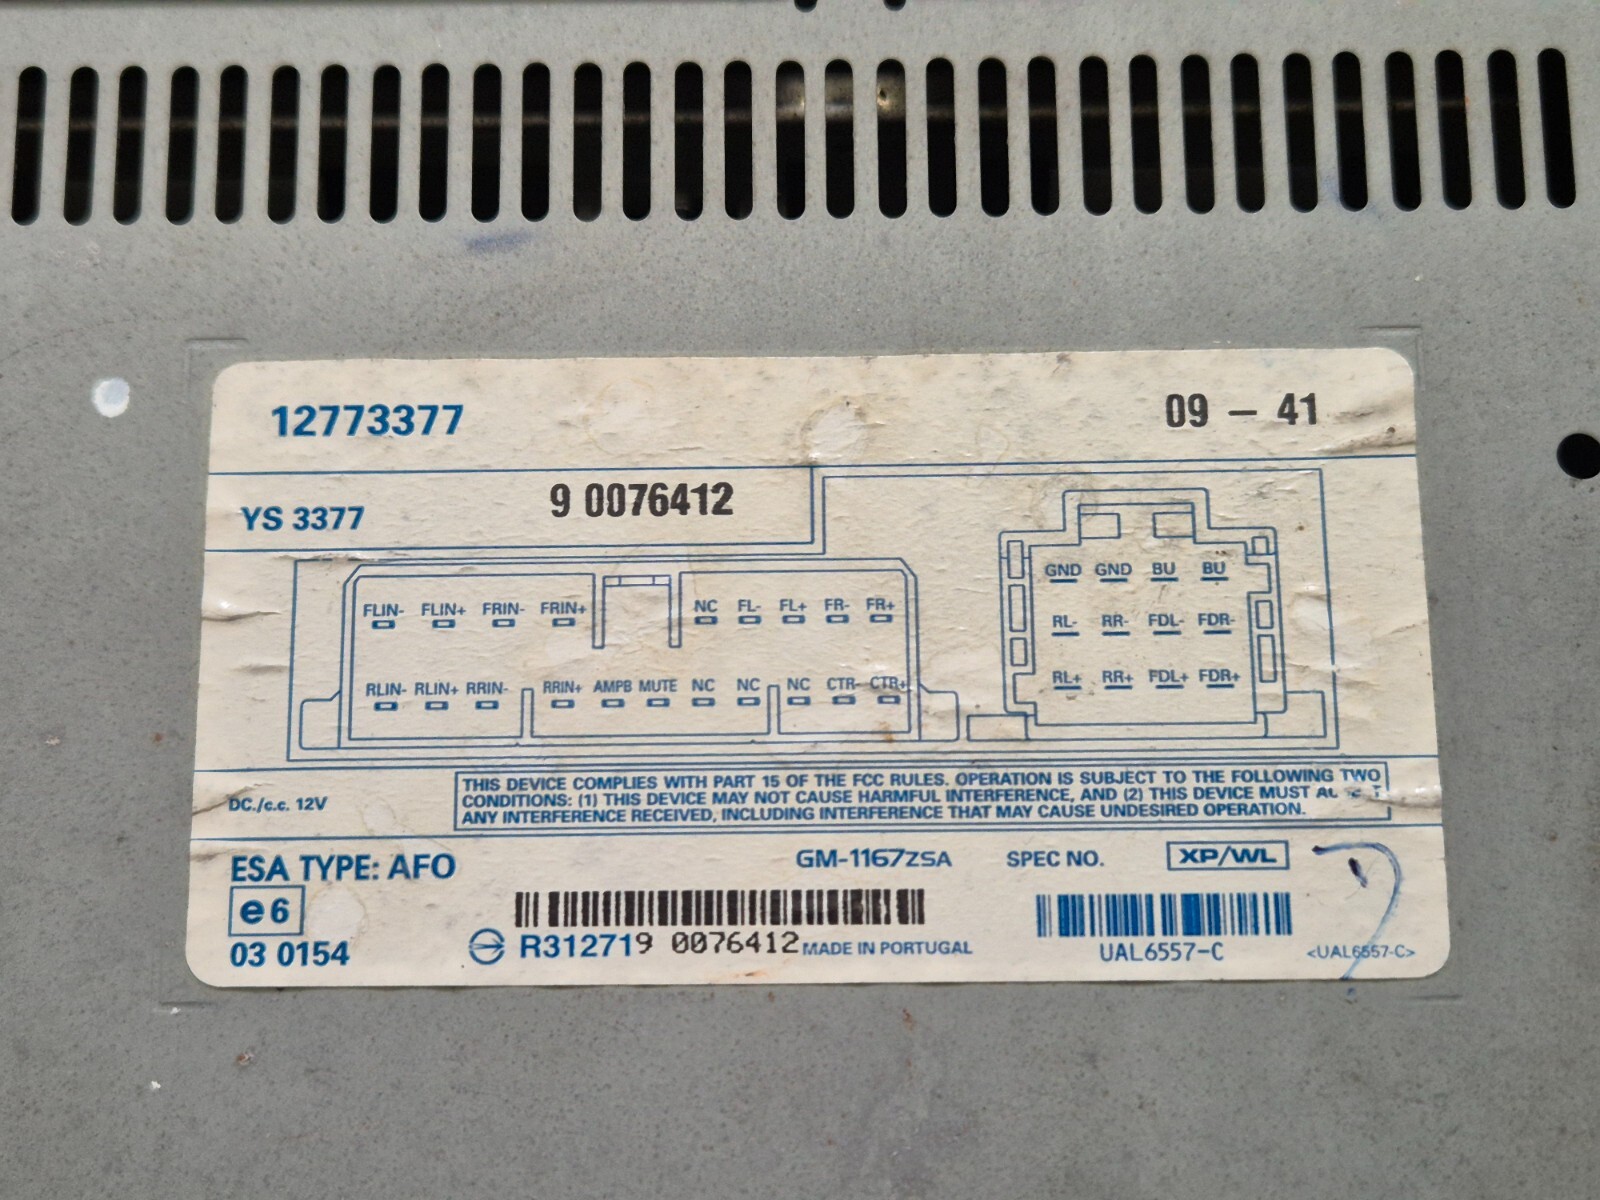 12773377
09 – 41
YS 3377
9 0076412
FLIN- FLIN+ FRIN- FRIN+ NC FL- FL+ FR- FR+
RLIN- RLIN+ RRIN- RRIN+ AMPB MUTE NC NC NC CTR- CTR+
GND GND BU BU
RL- RR- FDL- FDR-
RL+ RR+ FDL+ FDR+
DC./c.c. 12V
THIS DEVICE COMPLIES WITH PART 15 OF THE FCC RULES. OPERATION IS SUBJECT TO THE FOLLOWING TWO
CONDITIONS: (1) THIS DEVICE MAY NOT CAUSE HARMFUL INTERFERENCE, AND (2) THIS DEVICE MUST
ANY INTERFERENCE RECEIVED, INCLUDING INTERFERENCE THAT MAY CAUSE UNDESIRED OPERATION.
ESA TYPE: AFO
GM-1167ZSA SPEC NO. XP/WL
e6
03 0154
R312719 0076412 MADE IN PORTUGAL
UAL6557-C
<UAL6557-C>